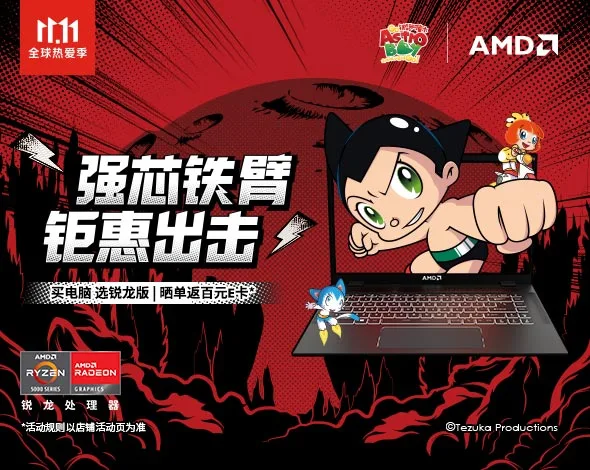 11.11
全球热爱季
ASTRO
BOY
AMD
强芯铁臂
钜惠出击
买电脑 选锐龙版 | 晒单返百元E卡*
AMD
AMD
RYZEN
5000 SERIES
AMD
RADEON
GRAPHICS
锐龙处理器
*活动规则以店铺活动页为准
©Tezuka Productions